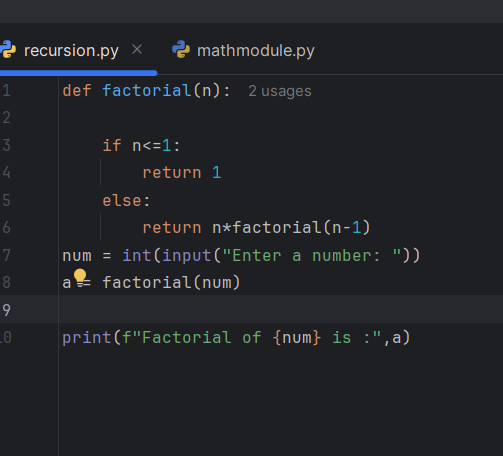 recursion.py × mathmodule.py
1 def factorial(n): 2 usages
2
3 if n<=1:
4 return 1
5 else:
6 return n*factorial(n-1)
7 num = int(input("Enter a number: "))
8 a = factorial(num)
9
10 print(f"Factorial of {num} is :",a)